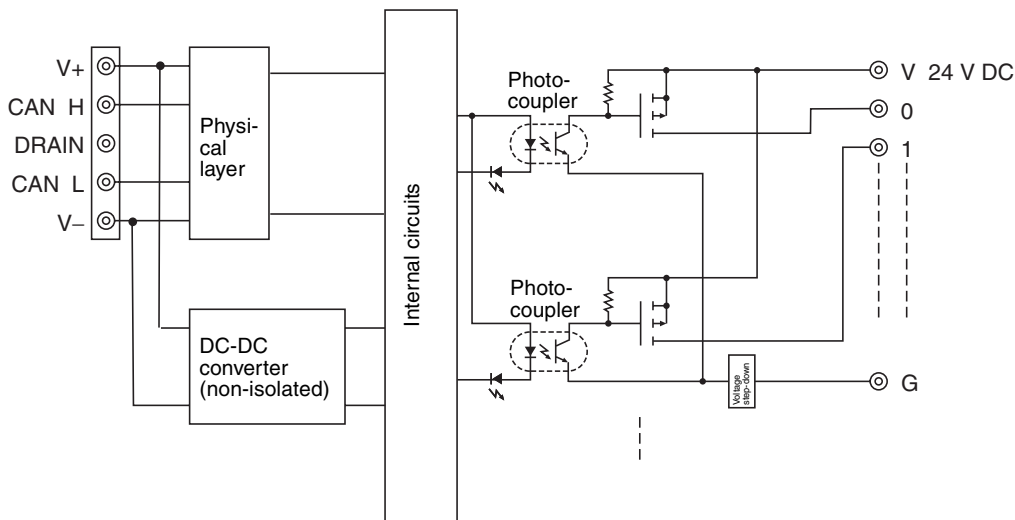 V+
CAN H
DRAIN
CAN L
V–
Physi-
cal
layer
DC-DC
converter
(non-isolated)
Internal circuits
Photo-
coupler
Photo-
coupler
V 24 V DC
0
1
Voltage
step-down
G